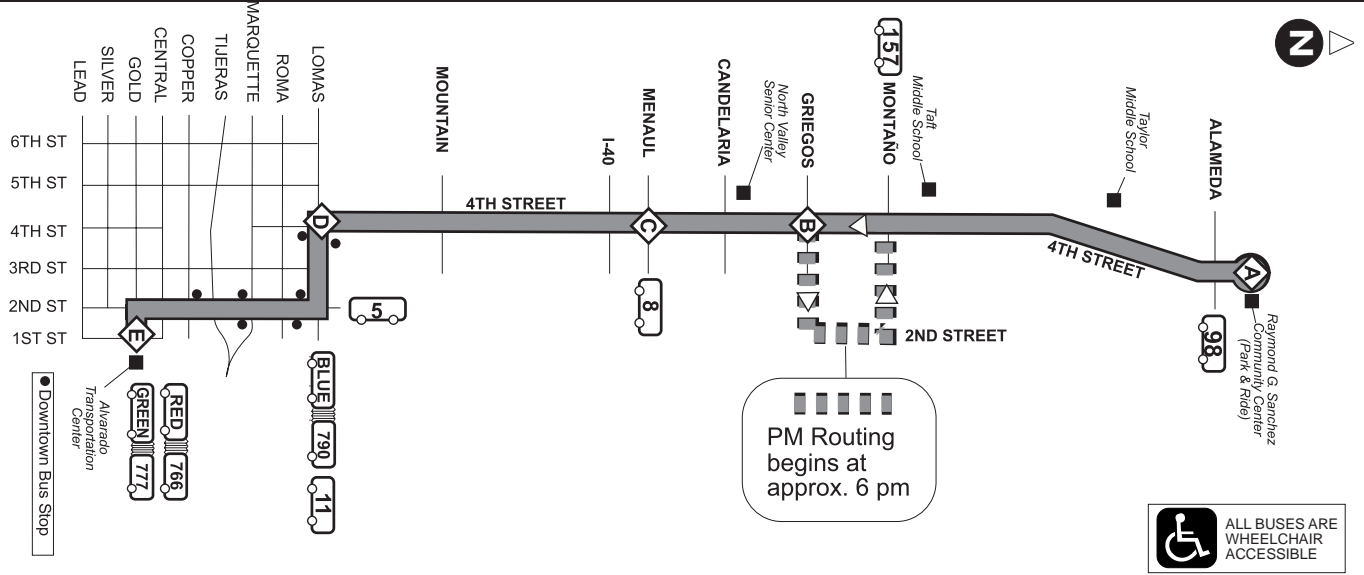 LEAD
SILVER
GOLD
CENTRAL
COPPER
TIJERAS
MARQUETTE
ROMA
LOMAS
MOUNTAIN
I-40
MENAUL
CANDELARIA
North Valley
Senior Center
GRIEGOS
157
MONTAÑO
Taft
Middle School
Taylor
Middle School
ALAMEDA
N
6TH ST
5TH ST
4TH ST
3RD ST
2ND ST
1ST ST
4TH STREET
4TH STREET
D
C
B
A
E
5
8
98
2ND STREET
Raymond G. Sanchez
Community Center
(Park & Ride)
Alvarado
Transportation
Center
GREEN
777
RED
766
BLUE
790
11
Downtown Bus Stop
PM Routing
begins at
approx. 6 pm
ALL BUSES ARE
WHEELCHAIR
ACCESSIBLE